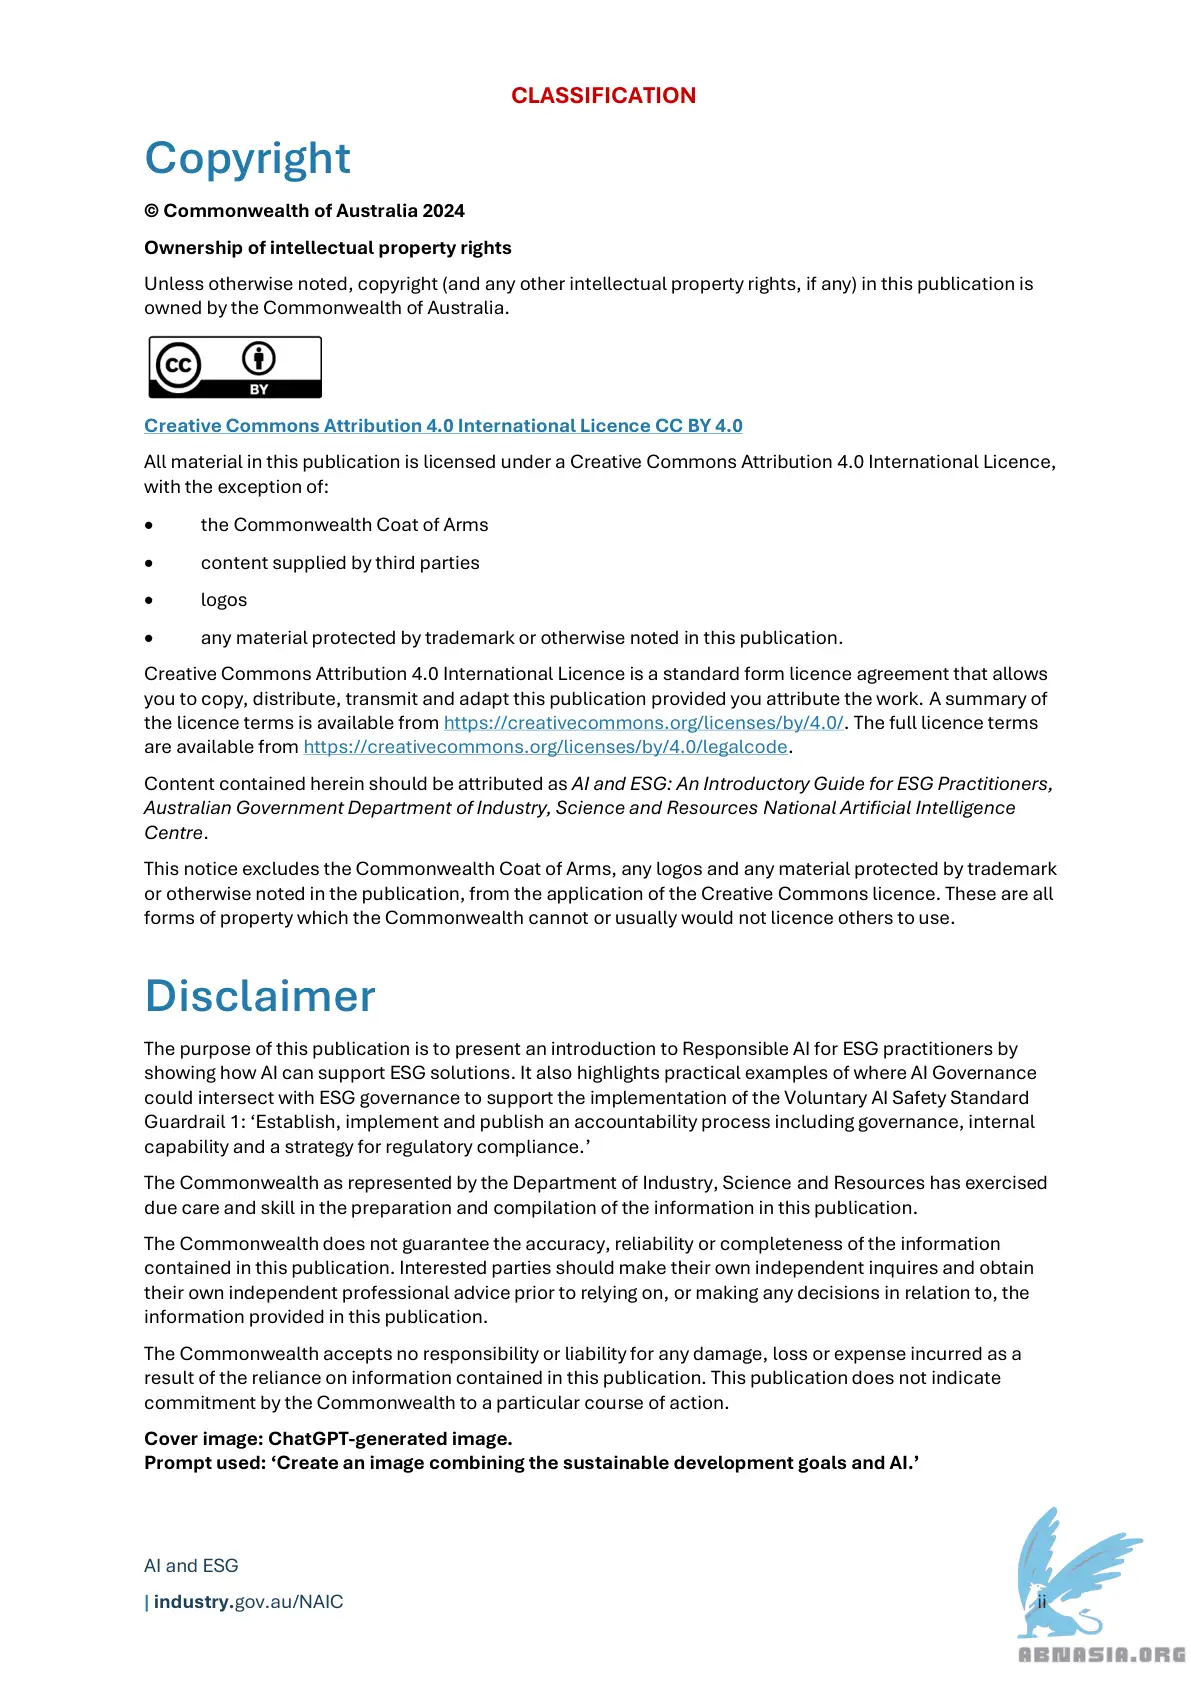 CLASSIFICATION
Copyright
© Commonwealth of Australia 2024
Ownership of intellectual property rights
Unless otherwise noted, copyright (and any other intellectual property rights, if any) in this publication is
owned by the Commonwealth of Australia.
CC
BY
Creative Commons Attribution 4.0 International Licence CC BY 4.0
All material in this publication is licensed under a Creative Commons Attribution 4.0 International Licence,
with the exception of:
• the Commonwealth Coat of Arms
• content supplied by third parties
• logos
• any material protected by trademark or otherwise noted in this publication.
Creative Commons Attribution 4.0 International Licence is a standard form licence agreement that allows
you to copy, distribute, transmit and adapt this publication provided you attribute the work. A summary of
the licence terms is available from https://creativecommons.org/licenses/by/4.0/. The full licence terms
are available from https://creativecommons.org/licenses/by/4.0/legalcode.
Content contained herein should be attributed as AI and ESG: An Introductory Guide for ESG Practitioners,
Australian Government Department of Industry, Science and Resources National Artificial Intelligence
Centre.
This notice excludes the Commonwealth Coat of Arms, any logos and any material protected by trademark
or otherwise noted in the publication, from the application of the Creative Commons licence. These are all
forms of property which the Commonwealth cannot or usually would not licence others to use.
Disclaimer
The purpose of this publication is to present an introduction to Responsible AI for ESG practitioners by
showing how AI can support ESG solutions. It also highlights practical examples of where AI Governance
could intersect with ESG governance to support the implementation of the Voluntary AI Safety Standard
Guardrail 1: ‘Establish, implement and publish an accountability process including governance, internal
capability and a strategy for regulatory compliance.’
The Commonwealth as represented by the Department of Industry, Science and Resources has exercised
due care and skill in the preparation and compilation of the information in this publication.
The Commonwealth does not guarantee the accuracy, reliability or completeness of the information
contained in this publication. Interested parties should make their own independent inquires and obtain
their own independent professional advice prior to relying on, or making any decisions in relation to, the
information provided in this publication.
The Commonwealth accepts no responsibility or liability for any damage, loss or expense incurred as a
result of the reliance on information contained in this publication. This publication does not indicate
commitment by the Commonwealth to a particular course of action.
Cover image: ChatGPT-generated image.
Prompt used: ‘Create an image combining the sustainable development goals and AI.’
AI and ESG
| industry.gov.au/NAIC
ii
ABNASIA.ORG